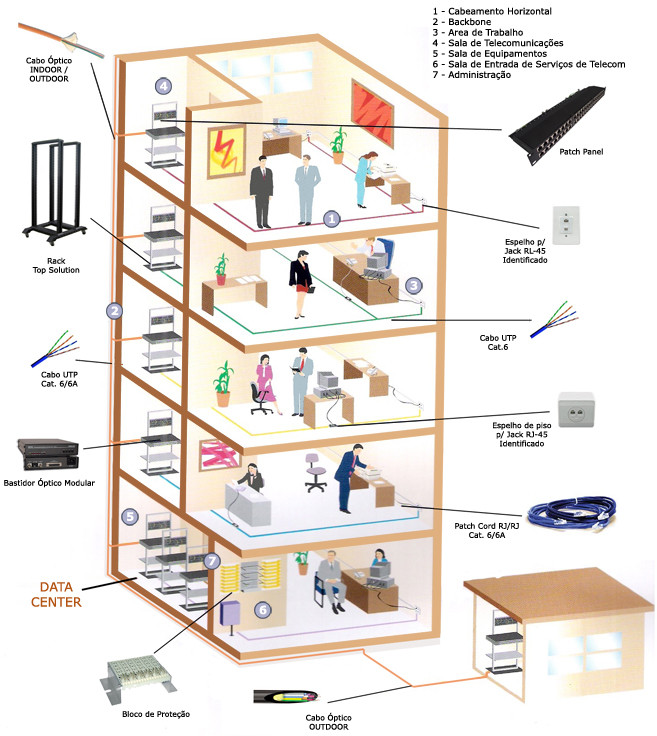 1 - Cabeamento Horizontal
2 - Backbone
3 - Area de Trabalho
4 - Sala de Telecomunicações
5 - Sala de Equipamentos
6 - Sala de Entrada de Serviços de Telecom
7 - Administração
Cabo Óptico
INDOOR /
OUTDOOR
4
Patch Panel
1
Rack
Top Solution
Espelho p/
Jack RL-45
Identificado
3
2
Cabo UTP
Cat.6
Cabo UTP
Cat. 6/6A
Espelho de piso
p/ Jack RJ-45
Identificado
Bastidor Óptico Modular
5
Patch Cord RJ/RJ
Cat. 6/6A
7
DATA
CENTER
6
Bloco de Proteção
Cabo Óptico
OUTDOOR